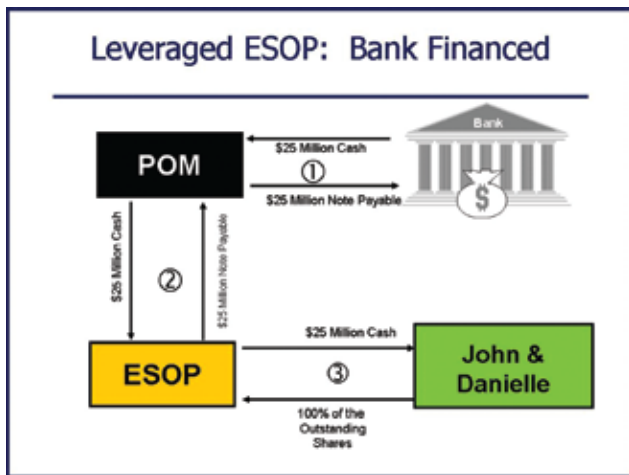 Leveraged ESOP: Bank Financed
Bank
$25 Million Cash
POM
①
$25 Million Note Payable
$
$25 Million Cash
②
$25 Million Note Payable
$25 Million Cash
ESOP
③
John &
Danielle
100% of the
Outstanding
Shares